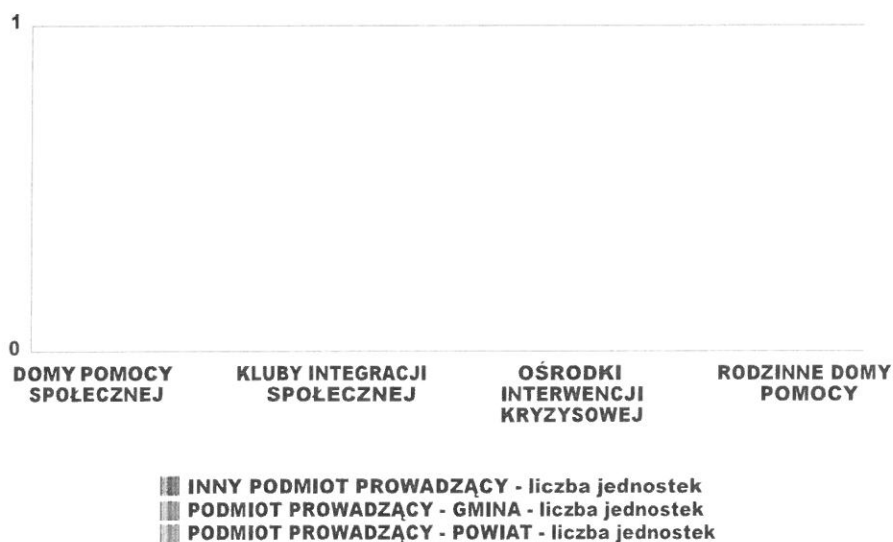 1
0
DOMY POMOCY SPOŁECZNEJ
KLUBY INTEGRACJI SPOŁECZNEJ
OŚRODKI INTERWENCJI KRYZYSOWEJ
RODZINNE DOMY POMOCY
INNY PODMIOT PROWADZĄCY - liczba jednostek
PODMIOT PROWADZĄCY - GMINA - liczba jednostek
PODMIOT PROWADZĄCY - POWIAT - liczba jednostek